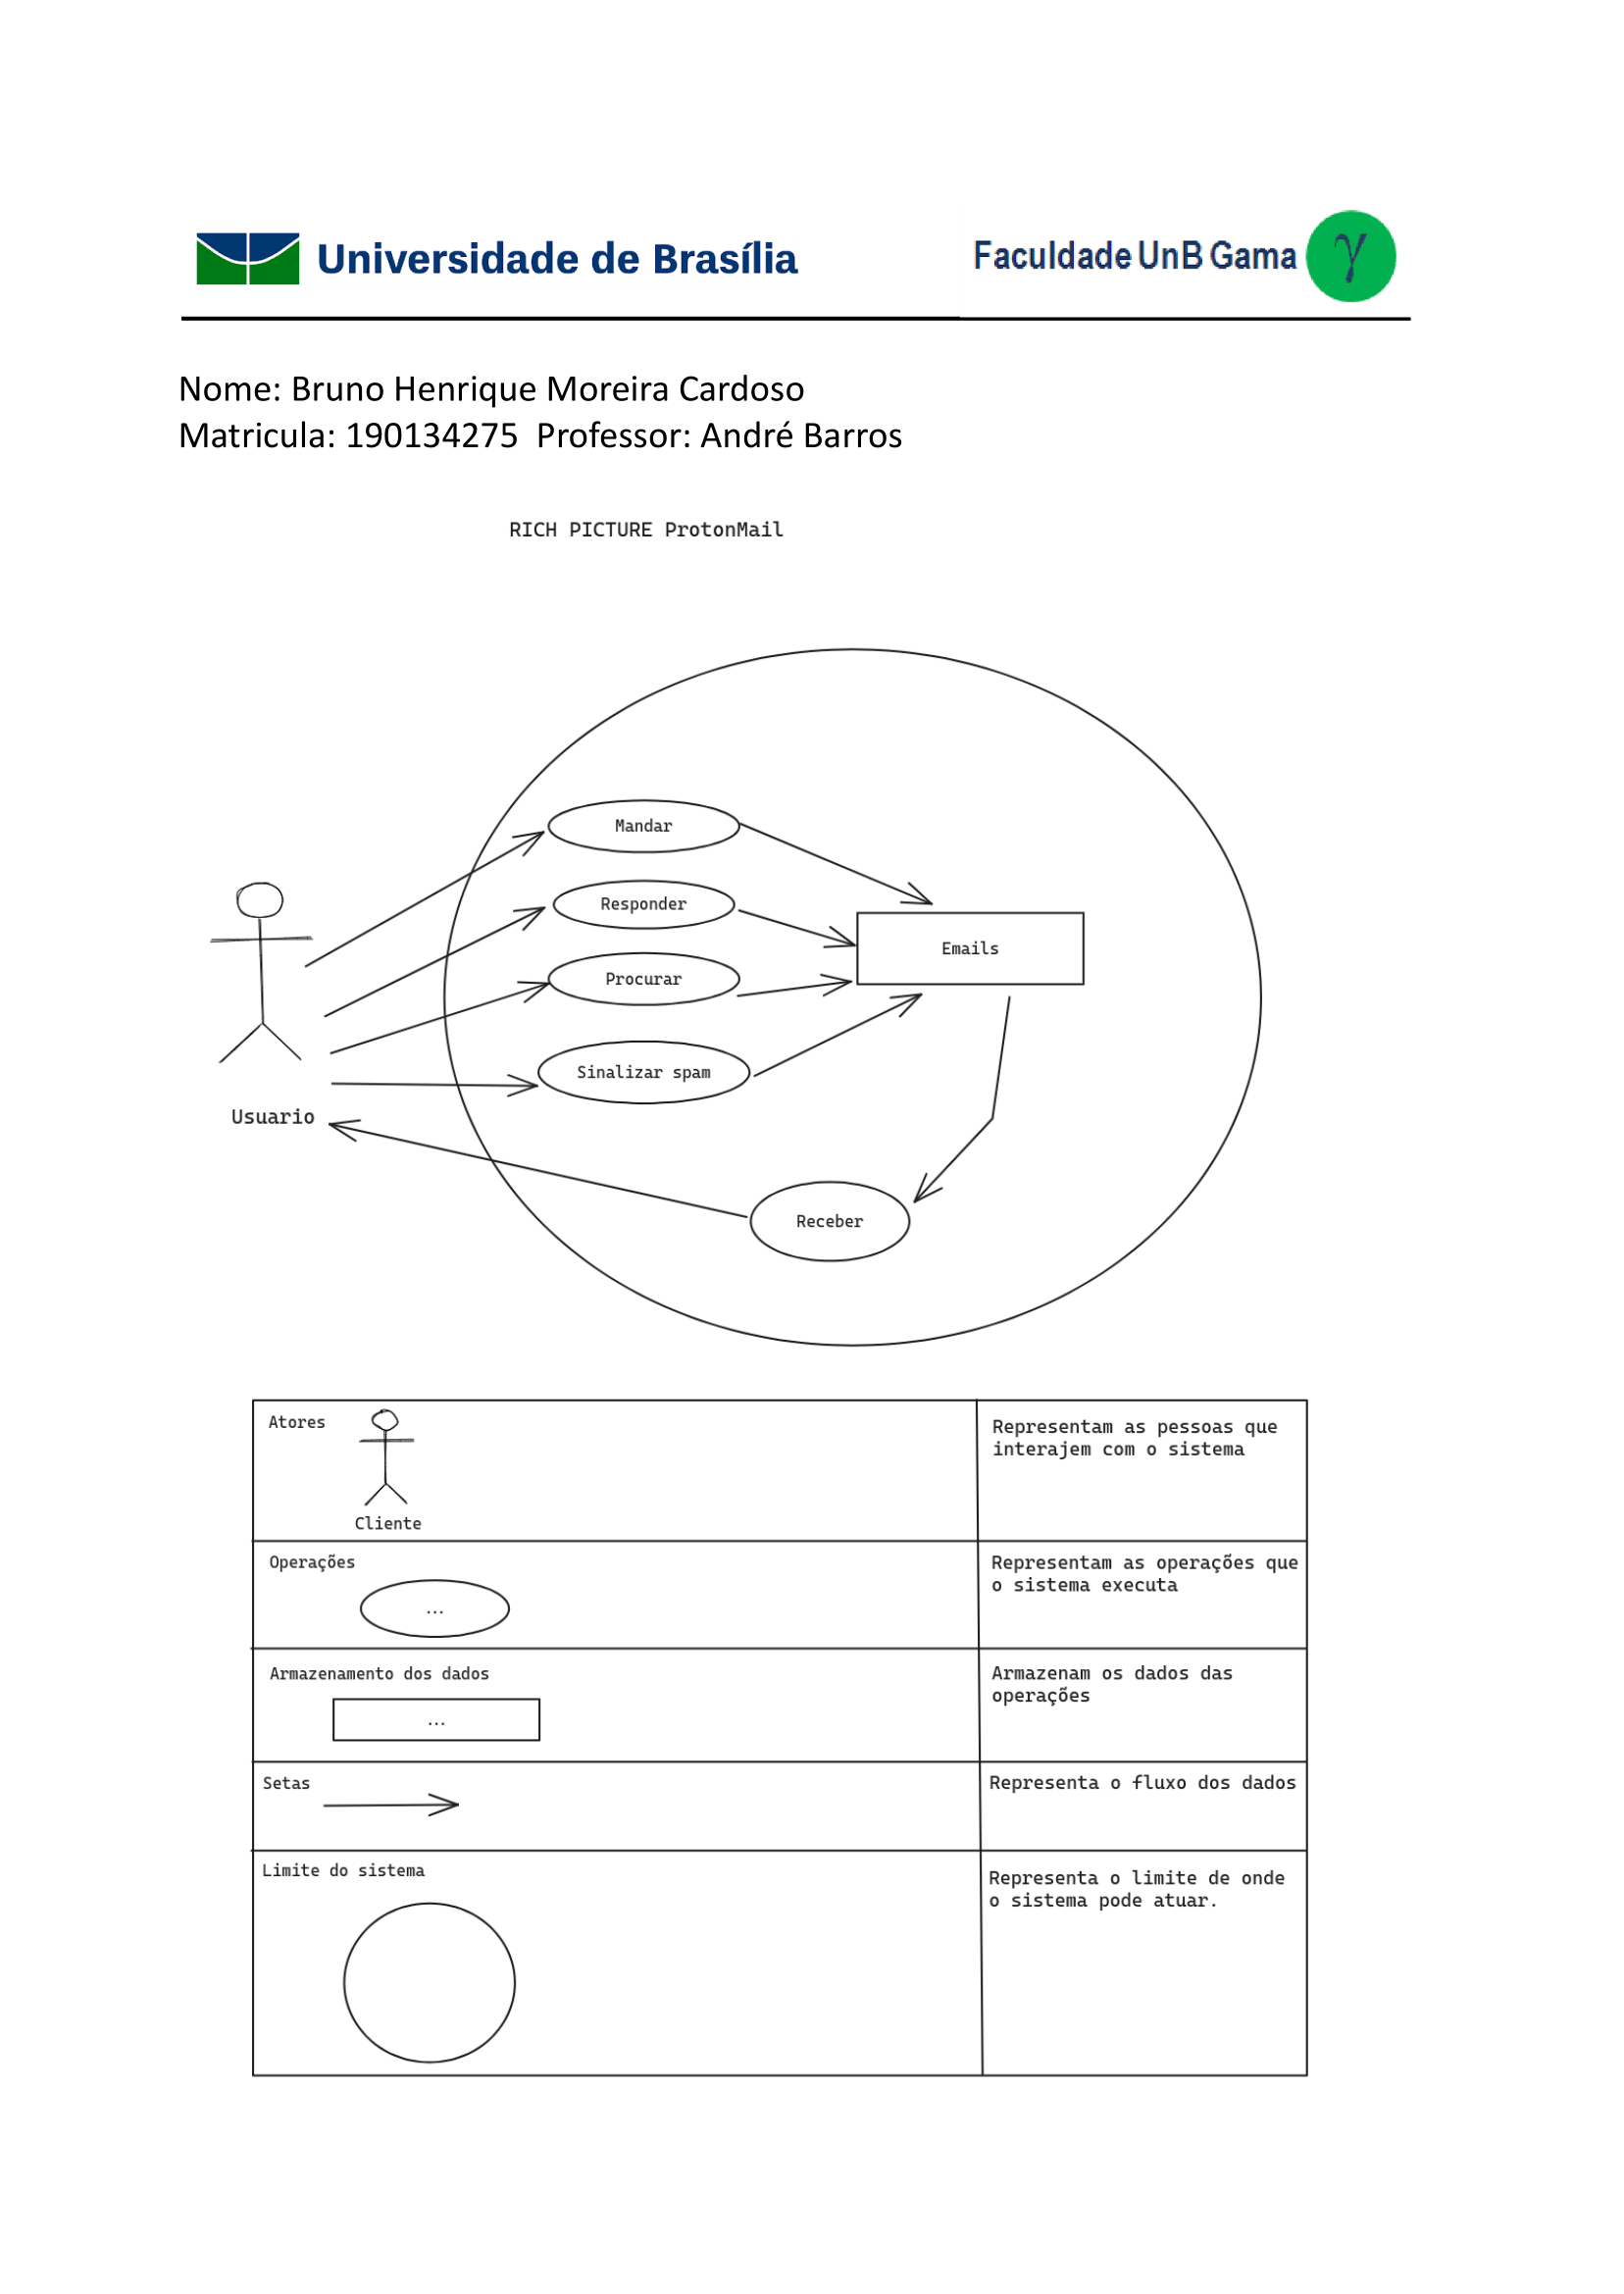 Universidade de Brasília
Faculdade UnB Gama
γ
Nome: Bruno Henrique Moreira Cardoso
Matricula: 190134275  Professor: André Barros
RICH PICTURE ProtonMail
Mandar
Responder
Procurar
Sinalizar spam
Emails
Usuario
Receber
Atores
Cliente
Representam as pessoas que
interajem com o sistema
Operações
...
Representam as operações que
o sistema executa
Armazenamento dos dados
...
Armazenam os dados das
operações
Setas
Representa o fluxo dos dados
Limite do sistema
Representa o limite de onde
o sistema pode atuar.